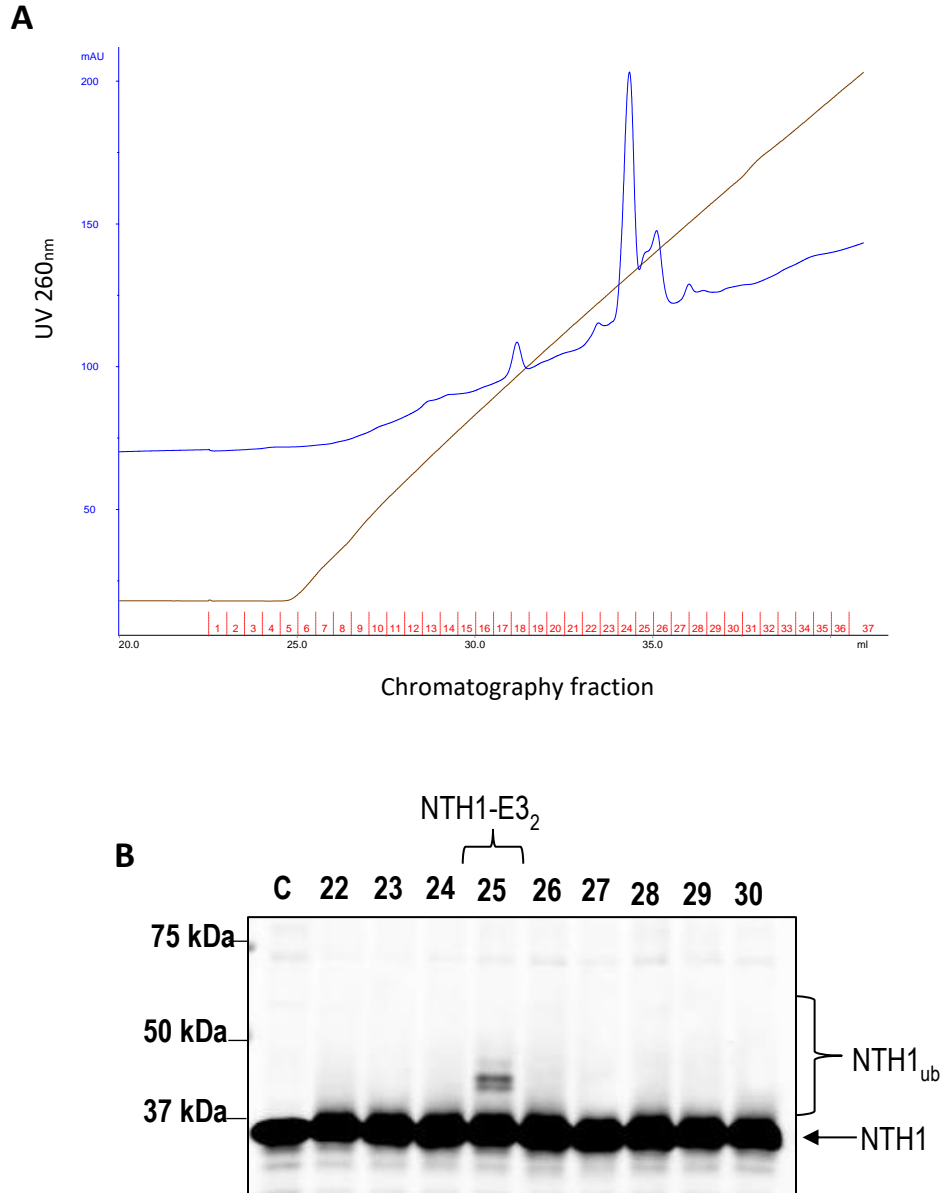 A
mAU
200
150
100
50
UV 260nm
1 2 3 4 5 6 7 8 9 10 11 12 13 14 15 16 17 18 19 20 21 22 23 24 25 26 27 28 29 30 31 32 33 34 35 36 37
20.0 25.0 30.0 35.0 ml
Chromatography fraction
NTH1-E3₂
B
C 22 23 24 25 26 27 28 29 30
75 kDa
50 kDa
NTH1ub
37 kDa
NTH1